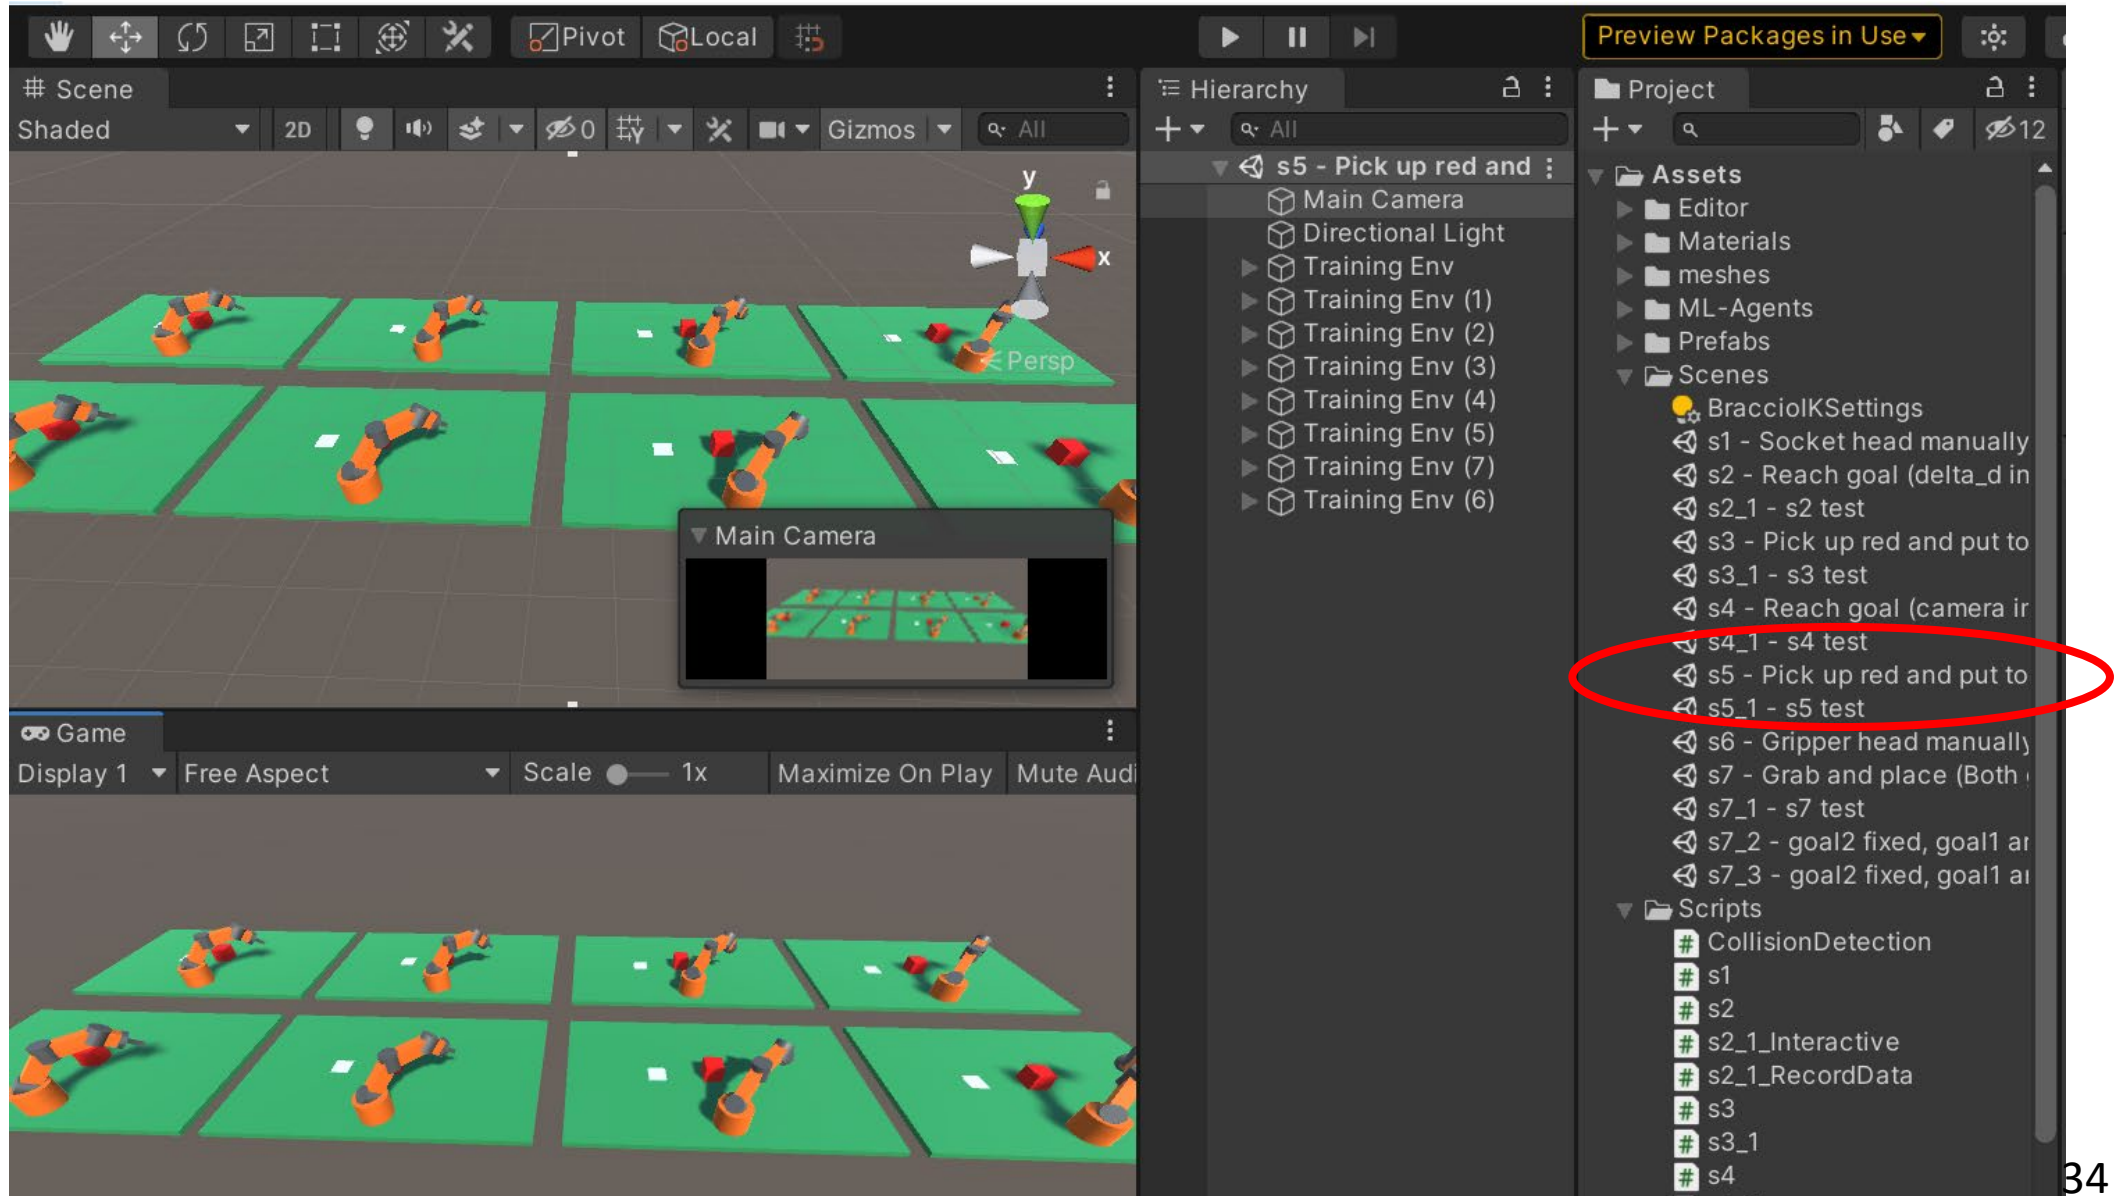 Pivot Local Preview Packages in Use
Scene
Shaded 2D 0 Gizmos All
y
x
Persp
Main Camera
Game
Display 1 Free Aspect Scale 1x Maximize On Play Mute Audi
Hierarchy
All
s5 - Pick up red and
Main Camera
Directional Light
Training Env
Training Env (1)
Training Env (2)
Training Env (3)
Training Env (4)
Training Env (5)
Training Env (7)
Training Env (6)
Project
12
Assets
Editor
Materials
meshes
ML-Agents
Prefabs
Scenes
BraccioIKSettings
s1 - Socket head manually
s2 - Reach goal (delta_d in
s2_1 - s2 test
s3 - Pick up red and put to
s3_1 - s3 test
s4 - Reach goal (camera ir
s4_1 - s4 test
s5 - Pick up red and put to
s5_1 - s5 test
s6 - Gripper head manually
s7 - Grab and place (Both
s7_1 - s7 test
s7_2 - goal2 fixed, goal1 ar
s7_3 - goal2 fixed, goal1 ar
Scripts
# CollisionDetection
# s1
# s2
# s2_1_Interactive
# s2_1_RecordData
# s3
# s3_1
# s4
34